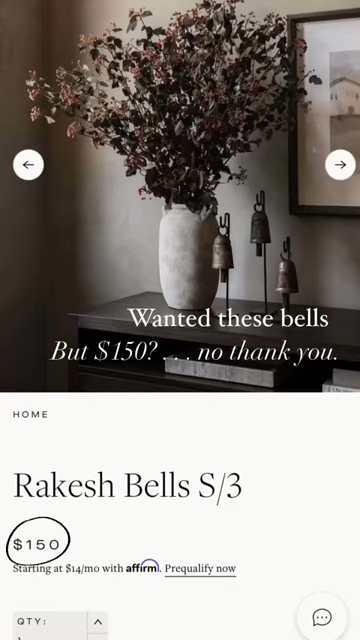 Wanted these bells
But $150? . . . no thank you.
HOME
Rakesh Bells S/3
$150
Starting at $14/mo with affirm. Prequalify now
QTY: